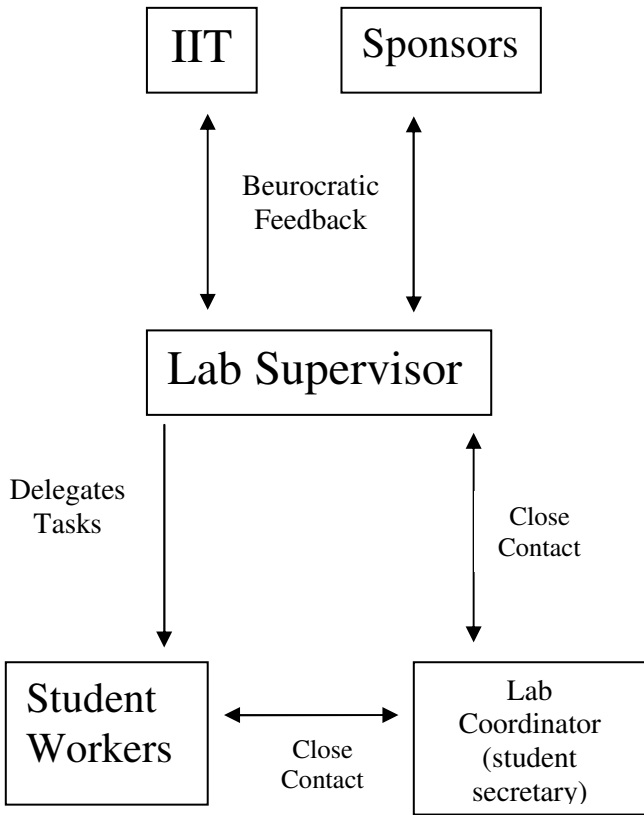 IIT
Sponsors
Beurocratic
Feedback
Lab Supervisor
Delegates
Tasks
Close
Contact
Student
Workers
Close
Contact
Lab
Coordinator
(student
secretary)